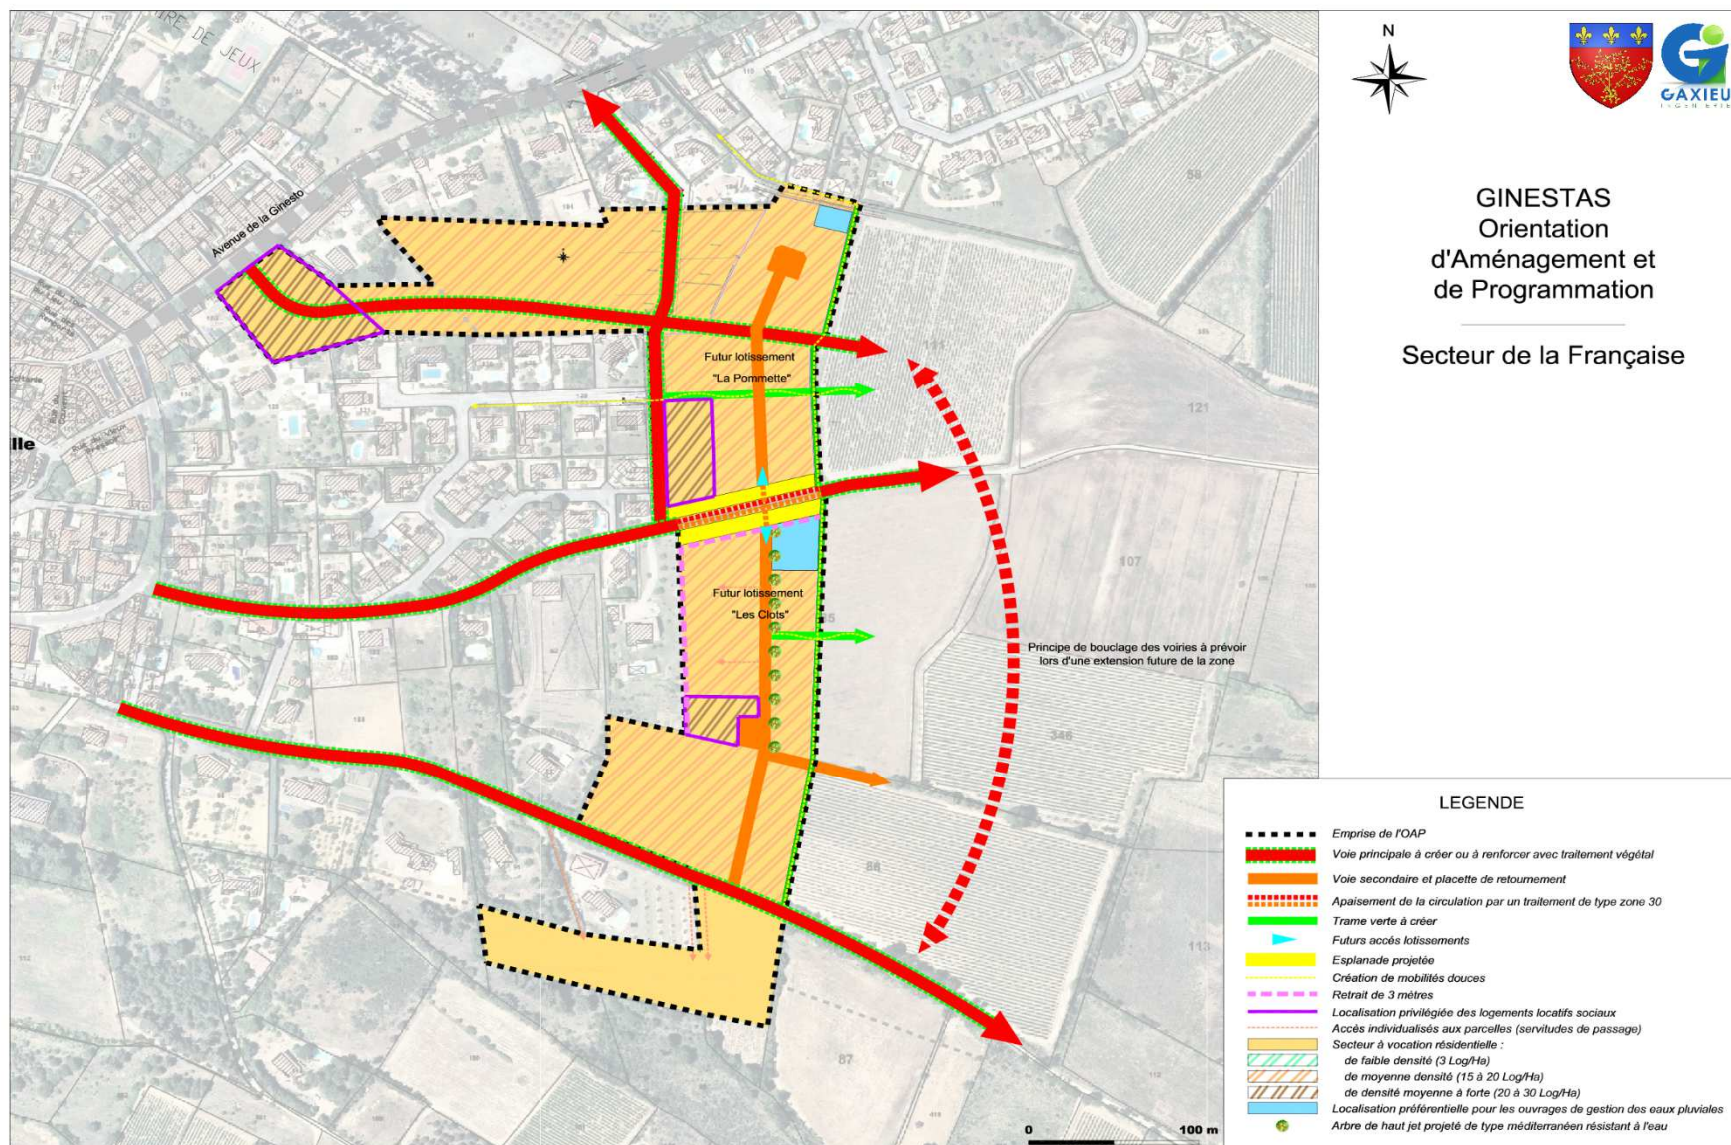 AIRE DE JEUX
Avenue de la Ginesto
lle
Futur lotissement
"La Pommette"
Futur lotissement
"Les Clots"
Principe de bouclage des voiries à prévoir
lors d'une extension future de la zone
58
121
107
346
86
113
87
N
GAXIEU
INGENIERIE
GINESTAS
Orientation
d'Aménagement et
de Programmation
Secteur de la Française
LEGENDE
Emprise de l'OAP
Voie principale à créer ou à renforcer avec traitement végétal
Voie secondaire et placette de retournement
Apaisement de la circulation par un traitement de type zone 30
Trame verte à créer
Futurs accés lotissements
Esplanade projetée
Création de mobilités douces
Retrait de 3 mètres
Localisation privilégiée des logements locatifs sociaux
Accès individualisés aux parcelles (servitudes de passage)
Secteur à vocation résidentielle :
de faible densité (3 Log/Ha)
de moyenne densité (15 à 20 Log/Ha)
de densité moyenne à forte (20 à 30 Log/Ha)
Localisation préférentielle pour les ouvrages de gestion des eaux pluviales
Arbre de haut jet projeté de type méditerranéen résistant à l'eau
0 100 m